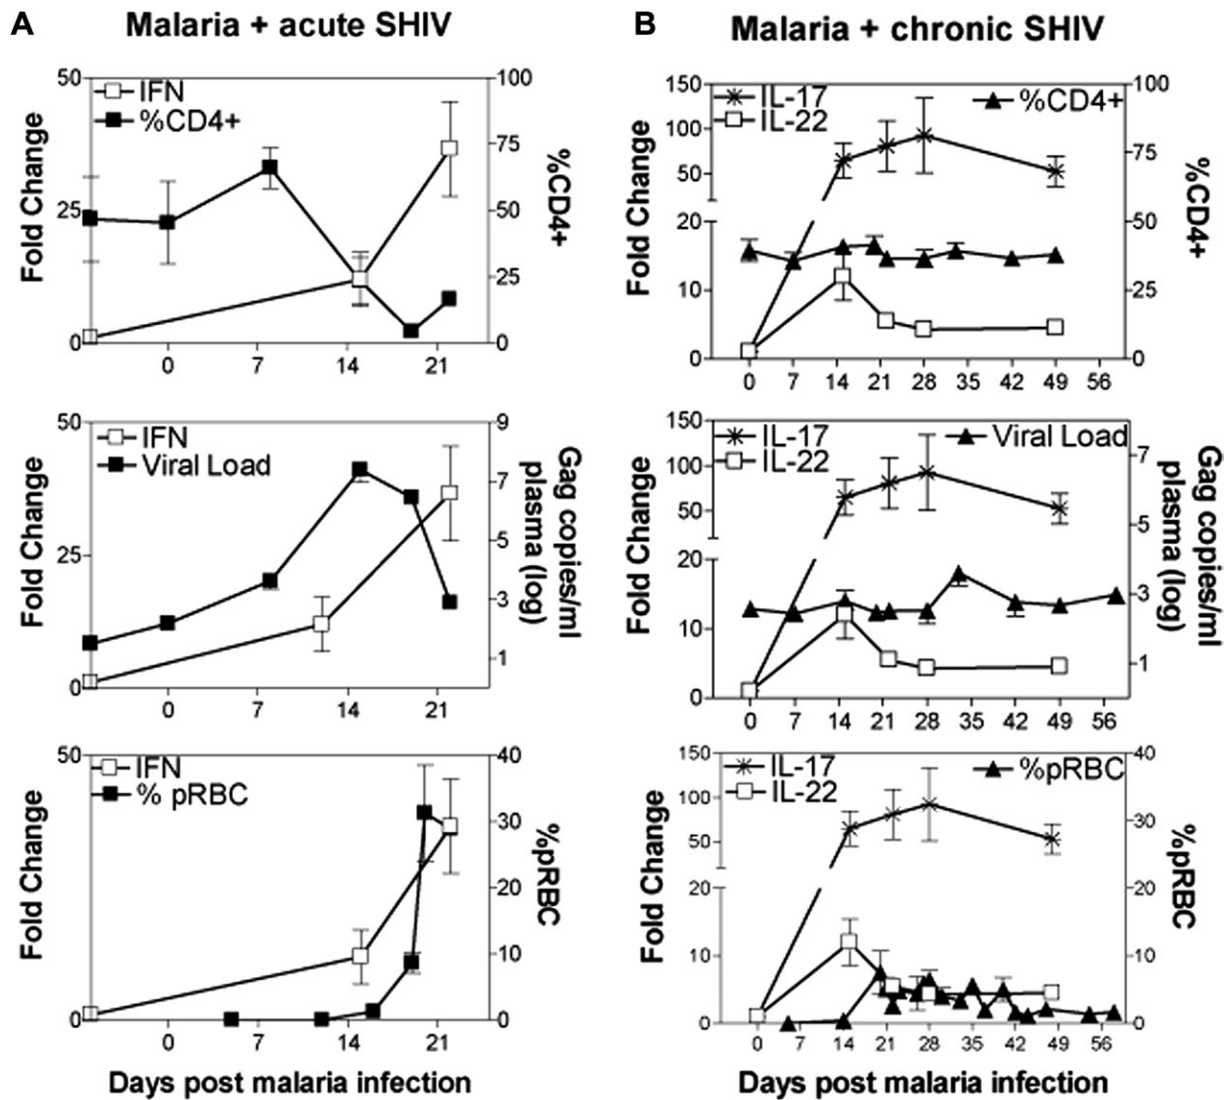 A
Malaria + acute SHIV
50
25
0
Fold Change
IFN
%CD4+
100
75
50
25
0
%CD4+
0 7 14 21
50
25
0
Fold Change
IFN
Viral Load
9
7
5
3
1
Gag copies/ml
plasma (log)
0 7 14 21
50
0
Fold Change
IFN
% pRBC
40
30
20
10
0
%pRBC
0 7 14 21
Days post malaria infection
B
Malaria + chronic SHIV
150
100
50
20
10
0
Fold Change
IL-17
IL-22
%CD4+
100
75
50
25
0
%CD4+
0 7 14 21 28 35 42 49 56
150
100
50
20
10
0
Fold Change
IL-17
IL-22
Viral Load
7
5
3
1
Gag copies/ml
plasma (log)
0 7 14 21 28 35 42 49 56
150
100
50
20
10
0
Fold Change
IL-17
IL-22
%pRBC
40
30
20
10
0
%pRBC
0 7 14 21 28 35 42 49 56
Days post malaria infection